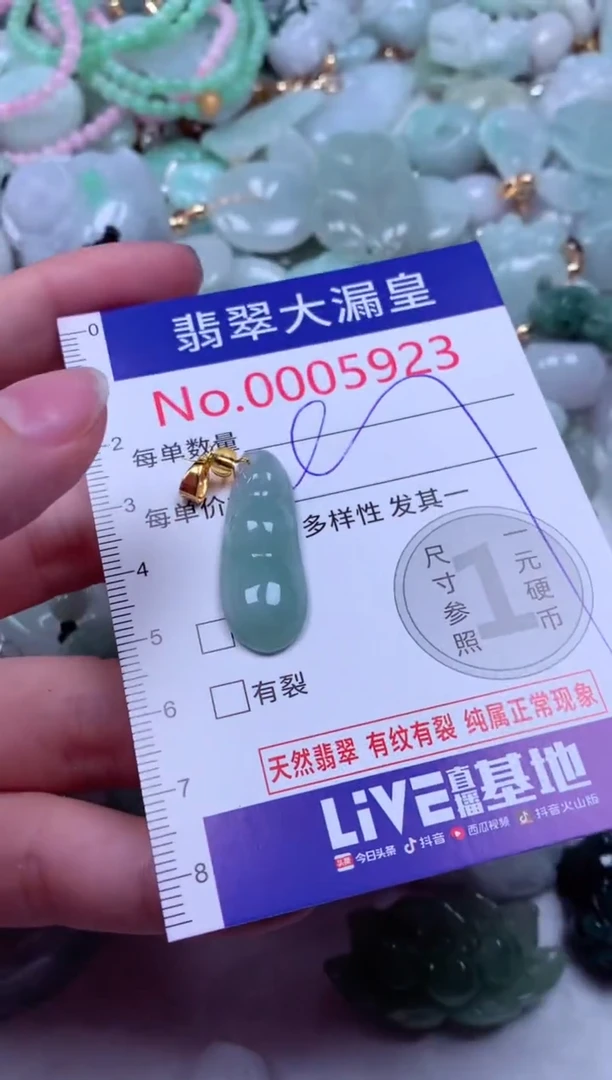 翡翠大漏皇
No.0005923
0
2
每单数量
3
每单价
多样性 发其一
4
尺寸参照
1
一元硬币
5
6
有裂
天然翡翠 有纹有裂 纯属正常现象
7
LiVE直播基地
8
头条 今日头条 抖音 西瓜视频 抖音火山版